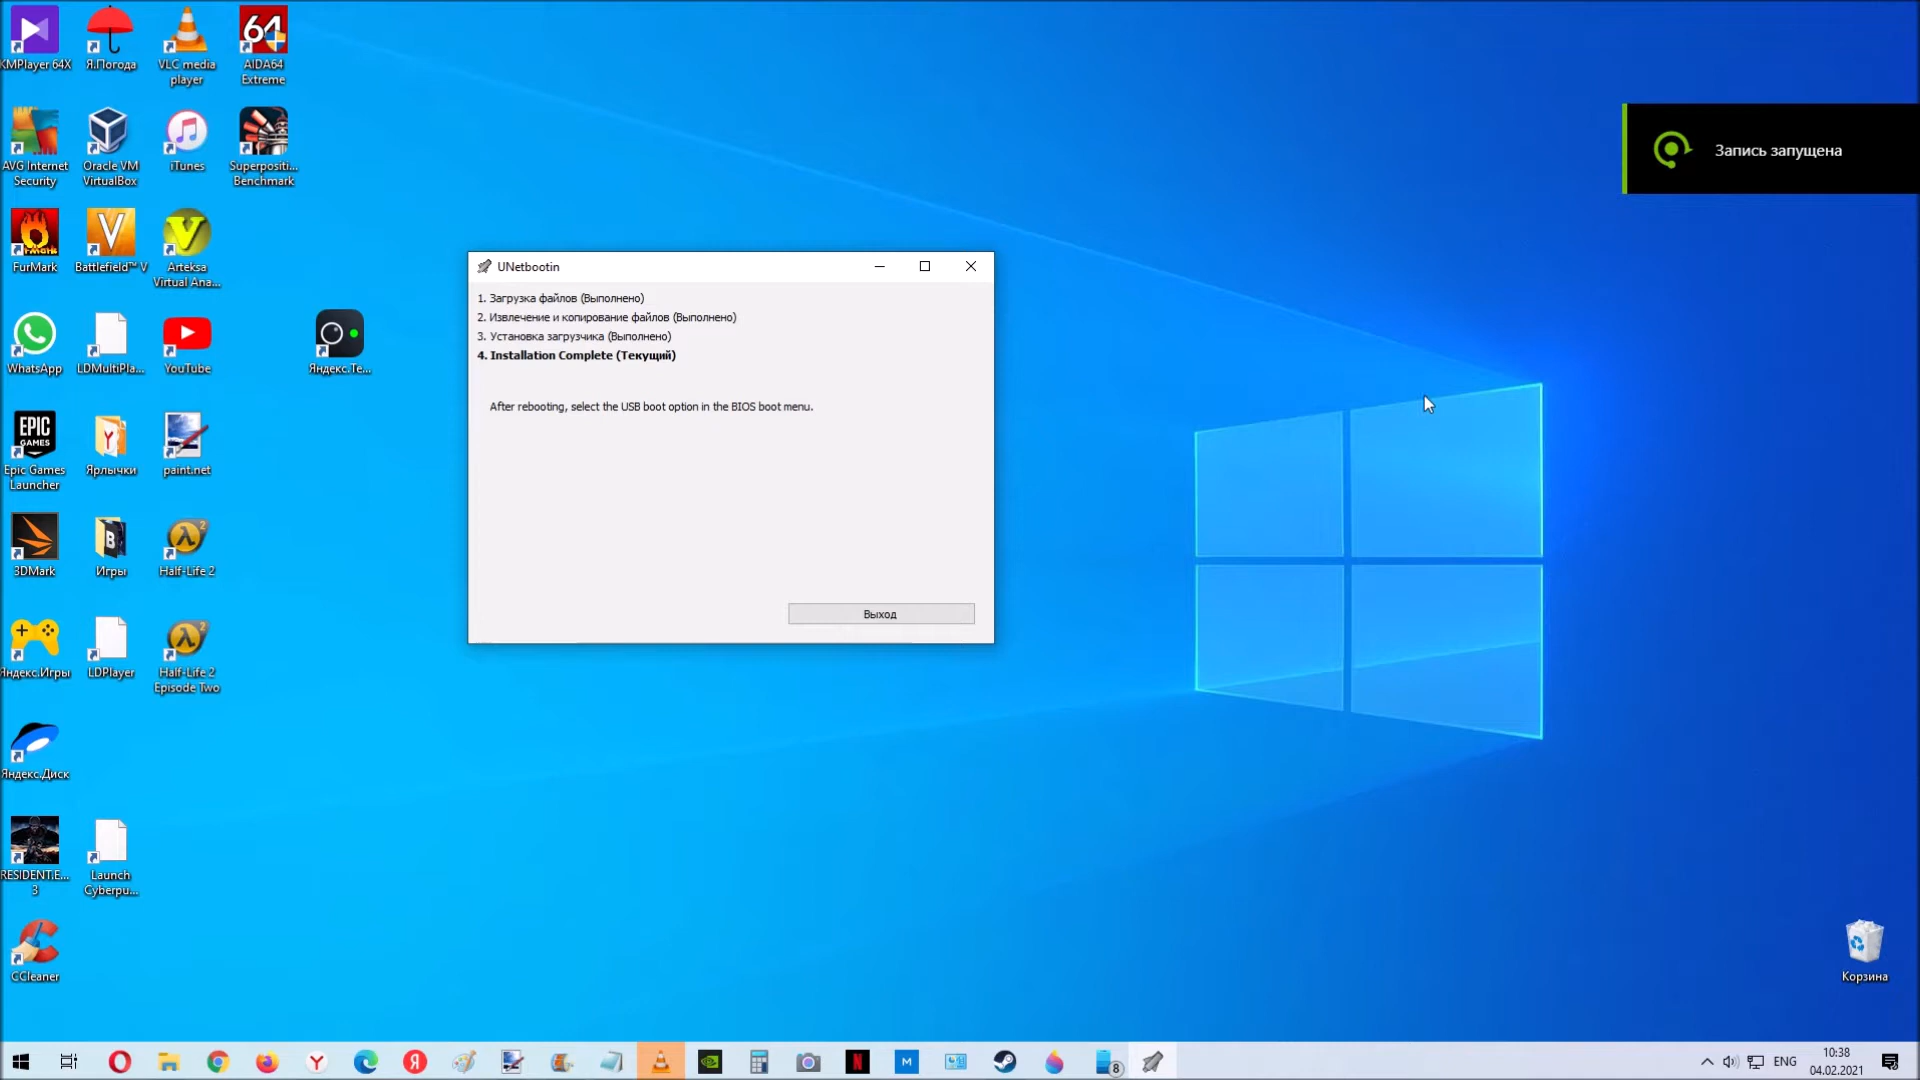 KMPlayer 64X
Я.Погода
VLC media
player
64
AIDA64
Extreme
AVG Internet
Security
Oracle VM
VirtualBox
iTunes
Superpositi...
Benchmark
FurMark
Battlefield™ V
Arteksa
Virtual Ana...
WhatsApp
LDMultiPla...
YouTube
Яндекс.Те...
EPIC
GAMES
Epic Games
Launcher
Ярлычки
paint.net
3DMark
Игры
Half-Life 2
Яндекс.Игры
LDPlayer
Half-Life 2
Episode Two
Яндекс.Диск
RESIDENT.E...
3
Launch
Cyberpu...
CCleaner
UNetbootin
1. Загрузка файлов (Выполнено)
2. Извлечение и копирование файлов (Выполнено)
3. Установка загрузчика (Выполнено)
4. Installation Complete (Текущий)
After rebooting, select the USB boot option in the BIOS boot menu.
Выход
Запись запущена
Корзина
8
ENG
10:38
04.02.2021